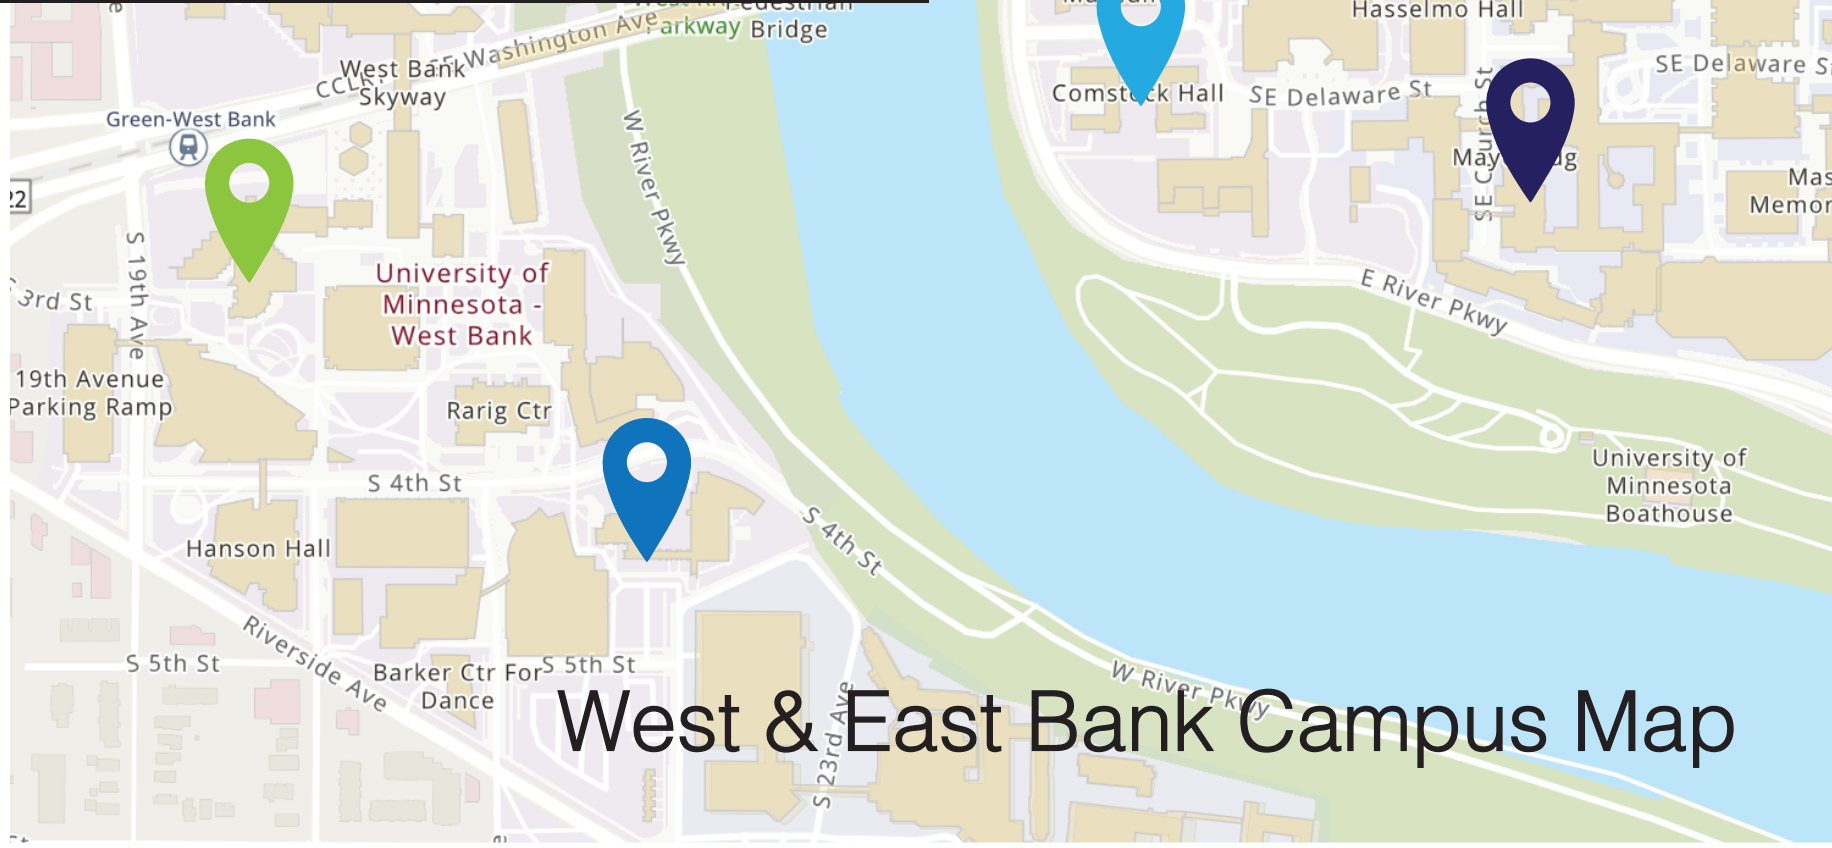 Pedestrian
Bridge
Parkway
SE Washington Ave
Hasselmo Hall
West Bank
Skyway
Green-West Bank
Comstock Hall
SE Delaware St
SE Delaware S
SE Church St
W River Pkwy
22
Mas
Memor
S 19th Ave
3rd St
University of
Minnesota -
West Bank
E River Pkwy
19th Avenue
Parking Ramp
Rarig Ctr
S 4th St
University of
Minnesota
Boathouse
S 4th St
Hanson Hall
Riverside Ave
S 5th St
Barker Ctr For
Dance
S 5th St
W River Pkwy
S 23rd Ave
West & East Bank Campus Map